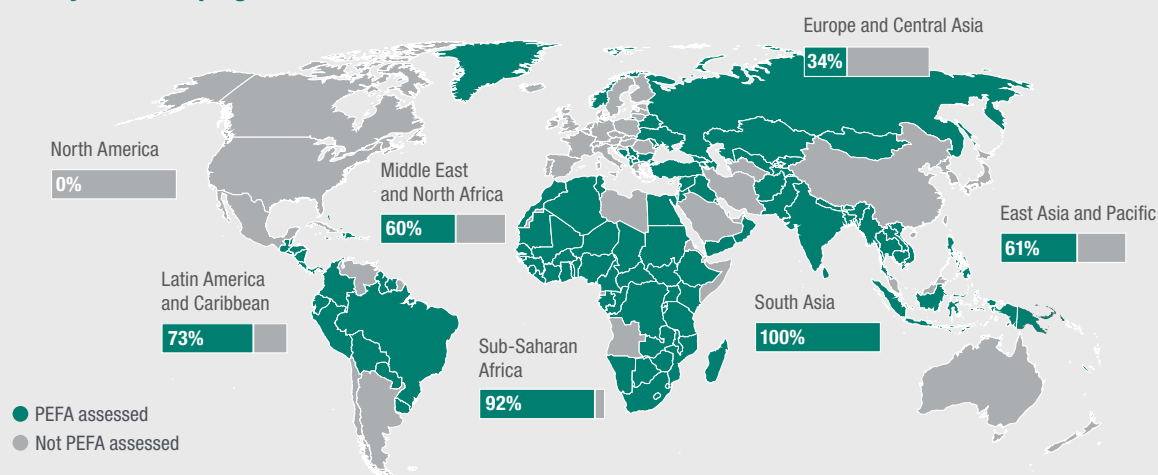 Europe and Central Asia
34%
North America
0%
Middle East
and North Africa
60%
East Asia and Pacific
61%
Latin America
and Caribbean
73%
South Asia
100%
Sub-Saharan
Africa
92%
PEFA assessed
Not PEFA assessed